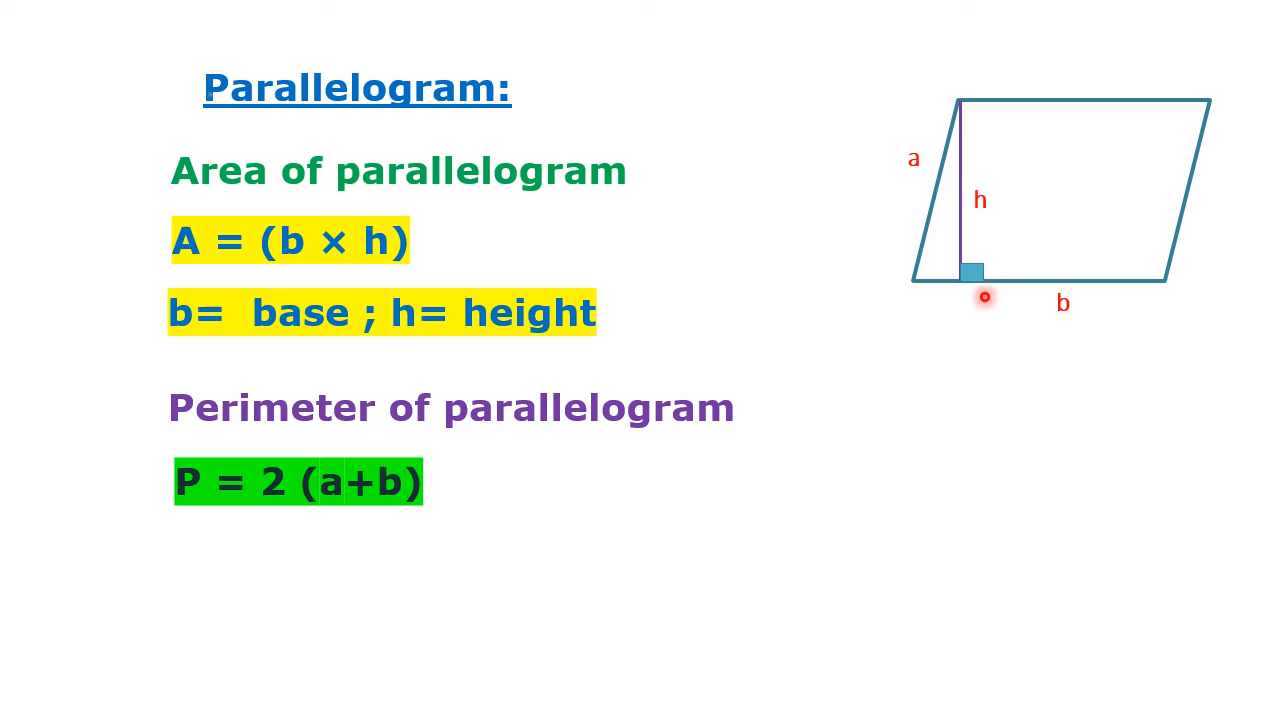 Parallelogram:
Area of parallelogram
A = (b × h)
b= base ; h= height
Perimeter of parallelogram
P = 2 (a+b)
a
h
b